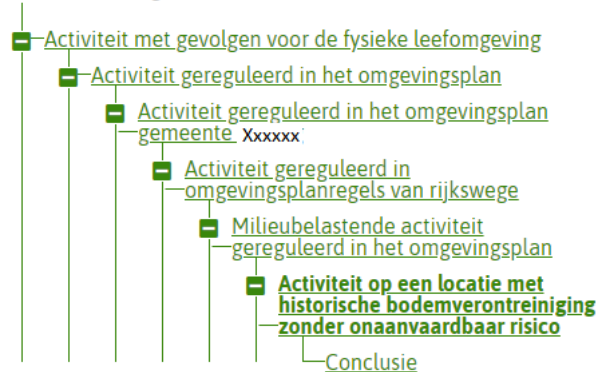 Activiteit met gevolgen voor de fysieke leefomgeving
Activiteit gereguleerd in het omgevingsplan
Activiteit gereguleerd in het omgevingsplan
gemeente Xxxxxx
Activiteit gereguleerd in
omgevingsplanregels van rijkswege
Milieubelastende activiteit
gereguleerd in het omgevingsplan
Activiteit op een locatie met
historische bodemverontreiniging
zonder onaanvaardbaar risico
Conclusie